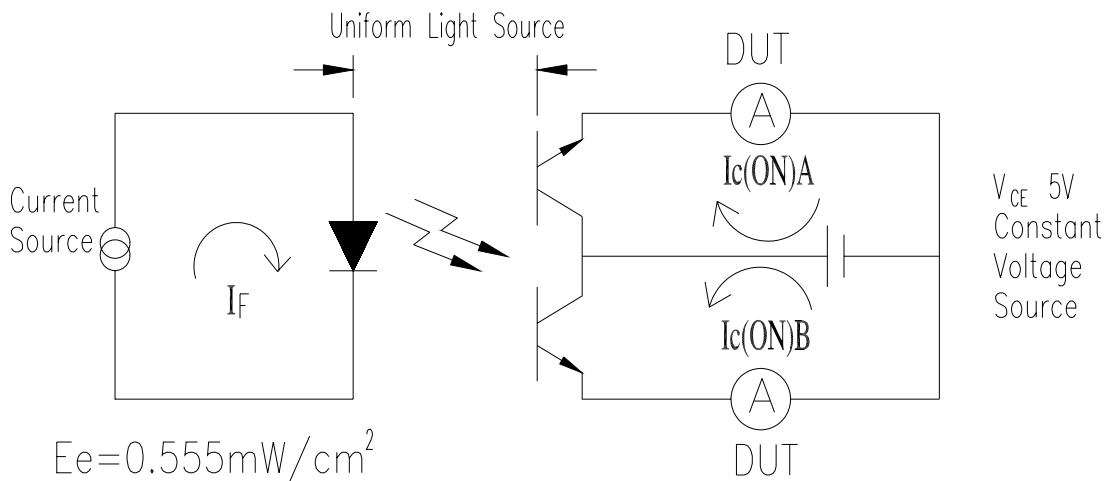 Uniform Light Source
DUT
A
Ic(ON)A
Current
Source
IF
VCE 5V
Constant
Voltage
Source
Ic(ON)B
A
DUT
Ee=0.555mW/cm²